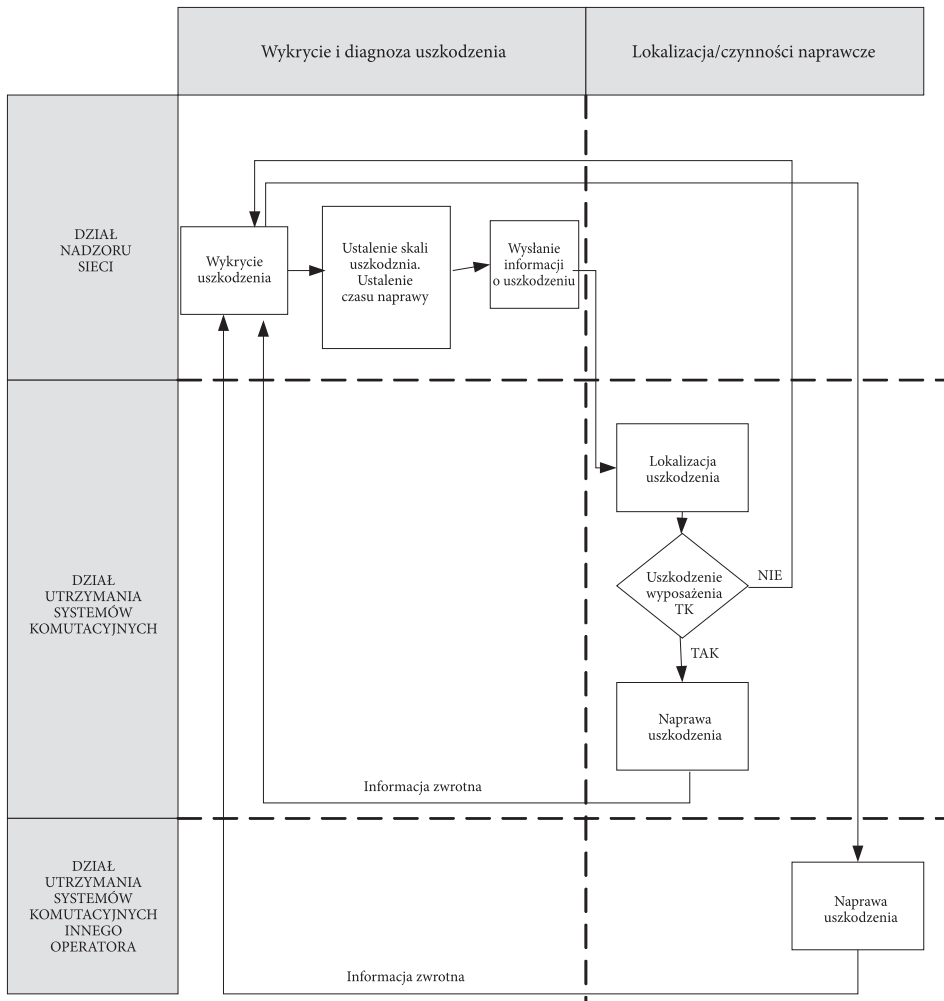 Wykrycie i diagnoza uszkodzenia
Lokalizacja/czynności naprawcze
DZIAŁ
NADZORU
SIECI
Wykrycie
uszkodzenia
Ustalenie skali
uszkodznia.
Ustalenie
czasu naprawy
Wysłanie
informacji
o uszkodzeniu
DZIAŁ
UTRZYMANIA
SYSTEMÓW
KOMUTACYJNYCH
Lokalizacja
uszkodzenia
Uszkodzenie
wyposażenia
TK
NIE
TAK
Naprawa
uszkodzenia
Informacja zwrotna
DZIAŁ
UTRZYMANIA
SYSTEMÓW
KOMUTACYJNYCH
INNEGO
OPERATORA
Naprawa
uszkodzenia
Informacja zwrotna